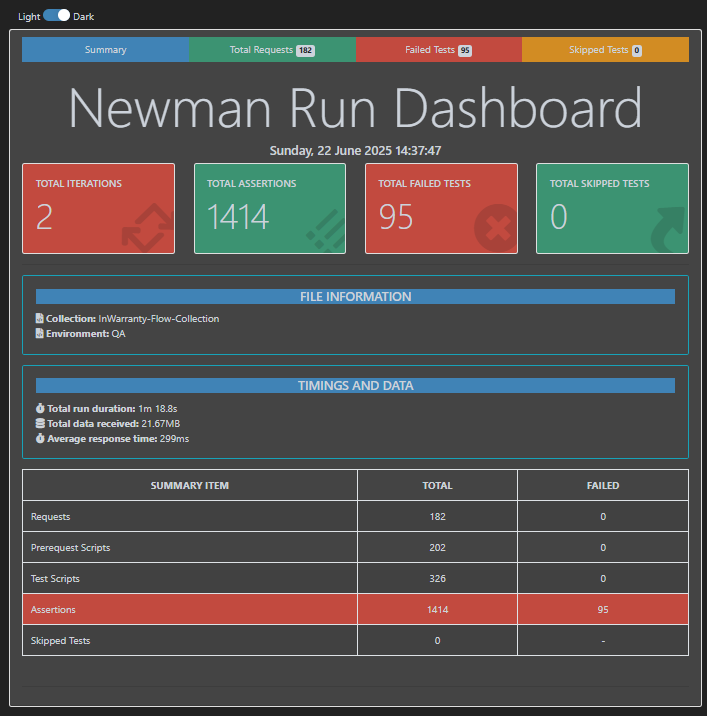 Light Dark
Summary Total Requests 182 Failed Tests 95 Skipped Tests 0
Newman Run Dashboard
Sunday, 22 June 2025 14:37:47
TOTAL ITERATIONS TOTAL ASSERTIONS TOTAL FAILED TESTS TOTAL SKIPPED TESTS
2 1414 95 0
FILE INFORMATION
Collection: InWarranty-Flow-Collection
Environment: QA
TIMINGS AND DATA
Total run duration: 1m 18.8s
Total data received: 21.67MB
Average response time: 299ms
SUMMARY ITEM TOTAL FAILED
Requests 182 0
Prerequest Scripts 202 0
Test Scripts 326 0
Assertions 1414 95
Skipped Tests 0 -